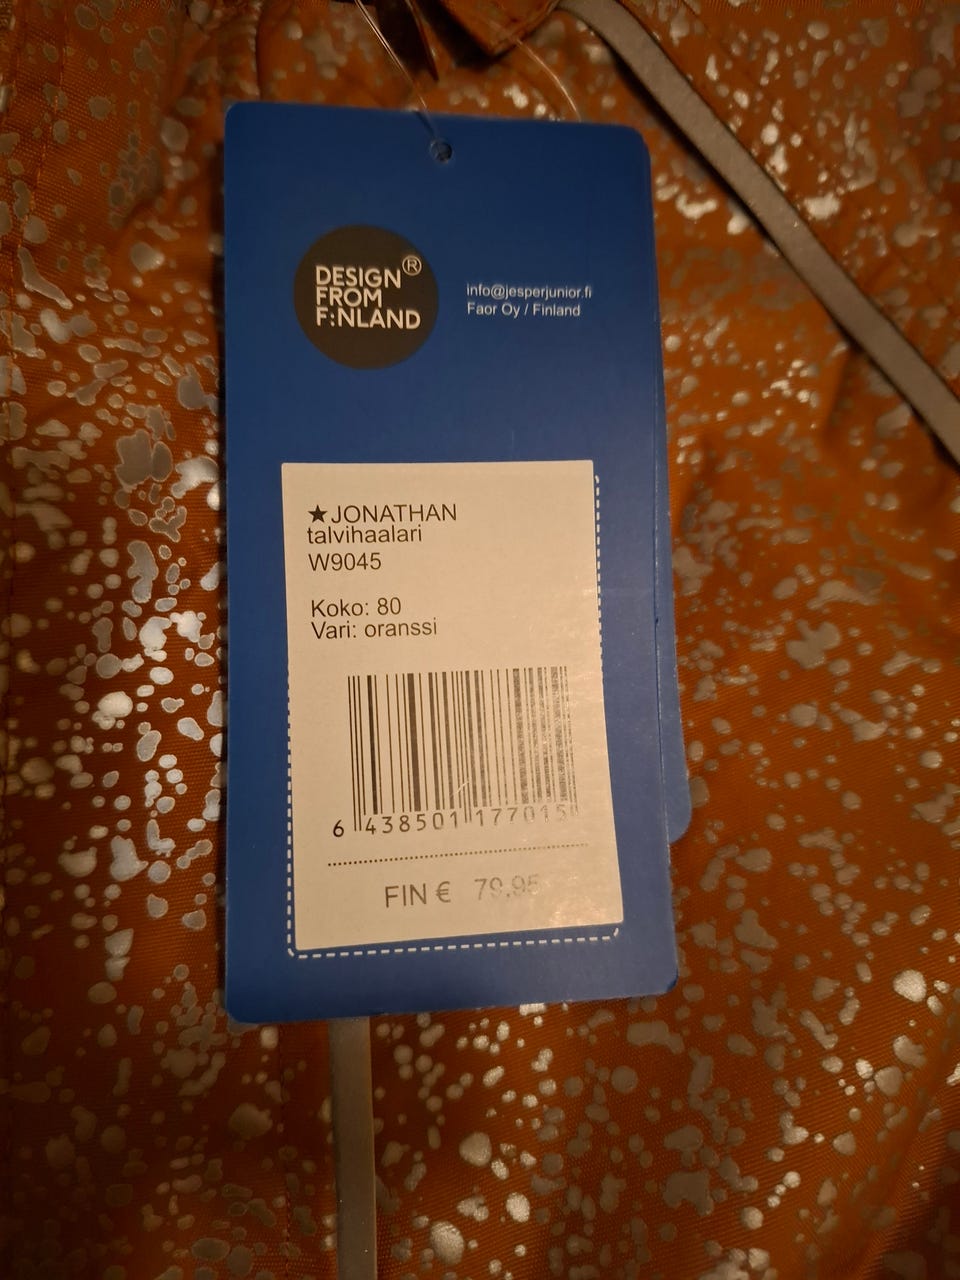 DESIGN®
FROM
F:NLAND
info@jesperjunior.fi
Faor Oy / Finland
★JONATHAN
talvihaalari
W9045
Koko: 80
Vari: oranssi
6 438501 177015
FIN € 79,95